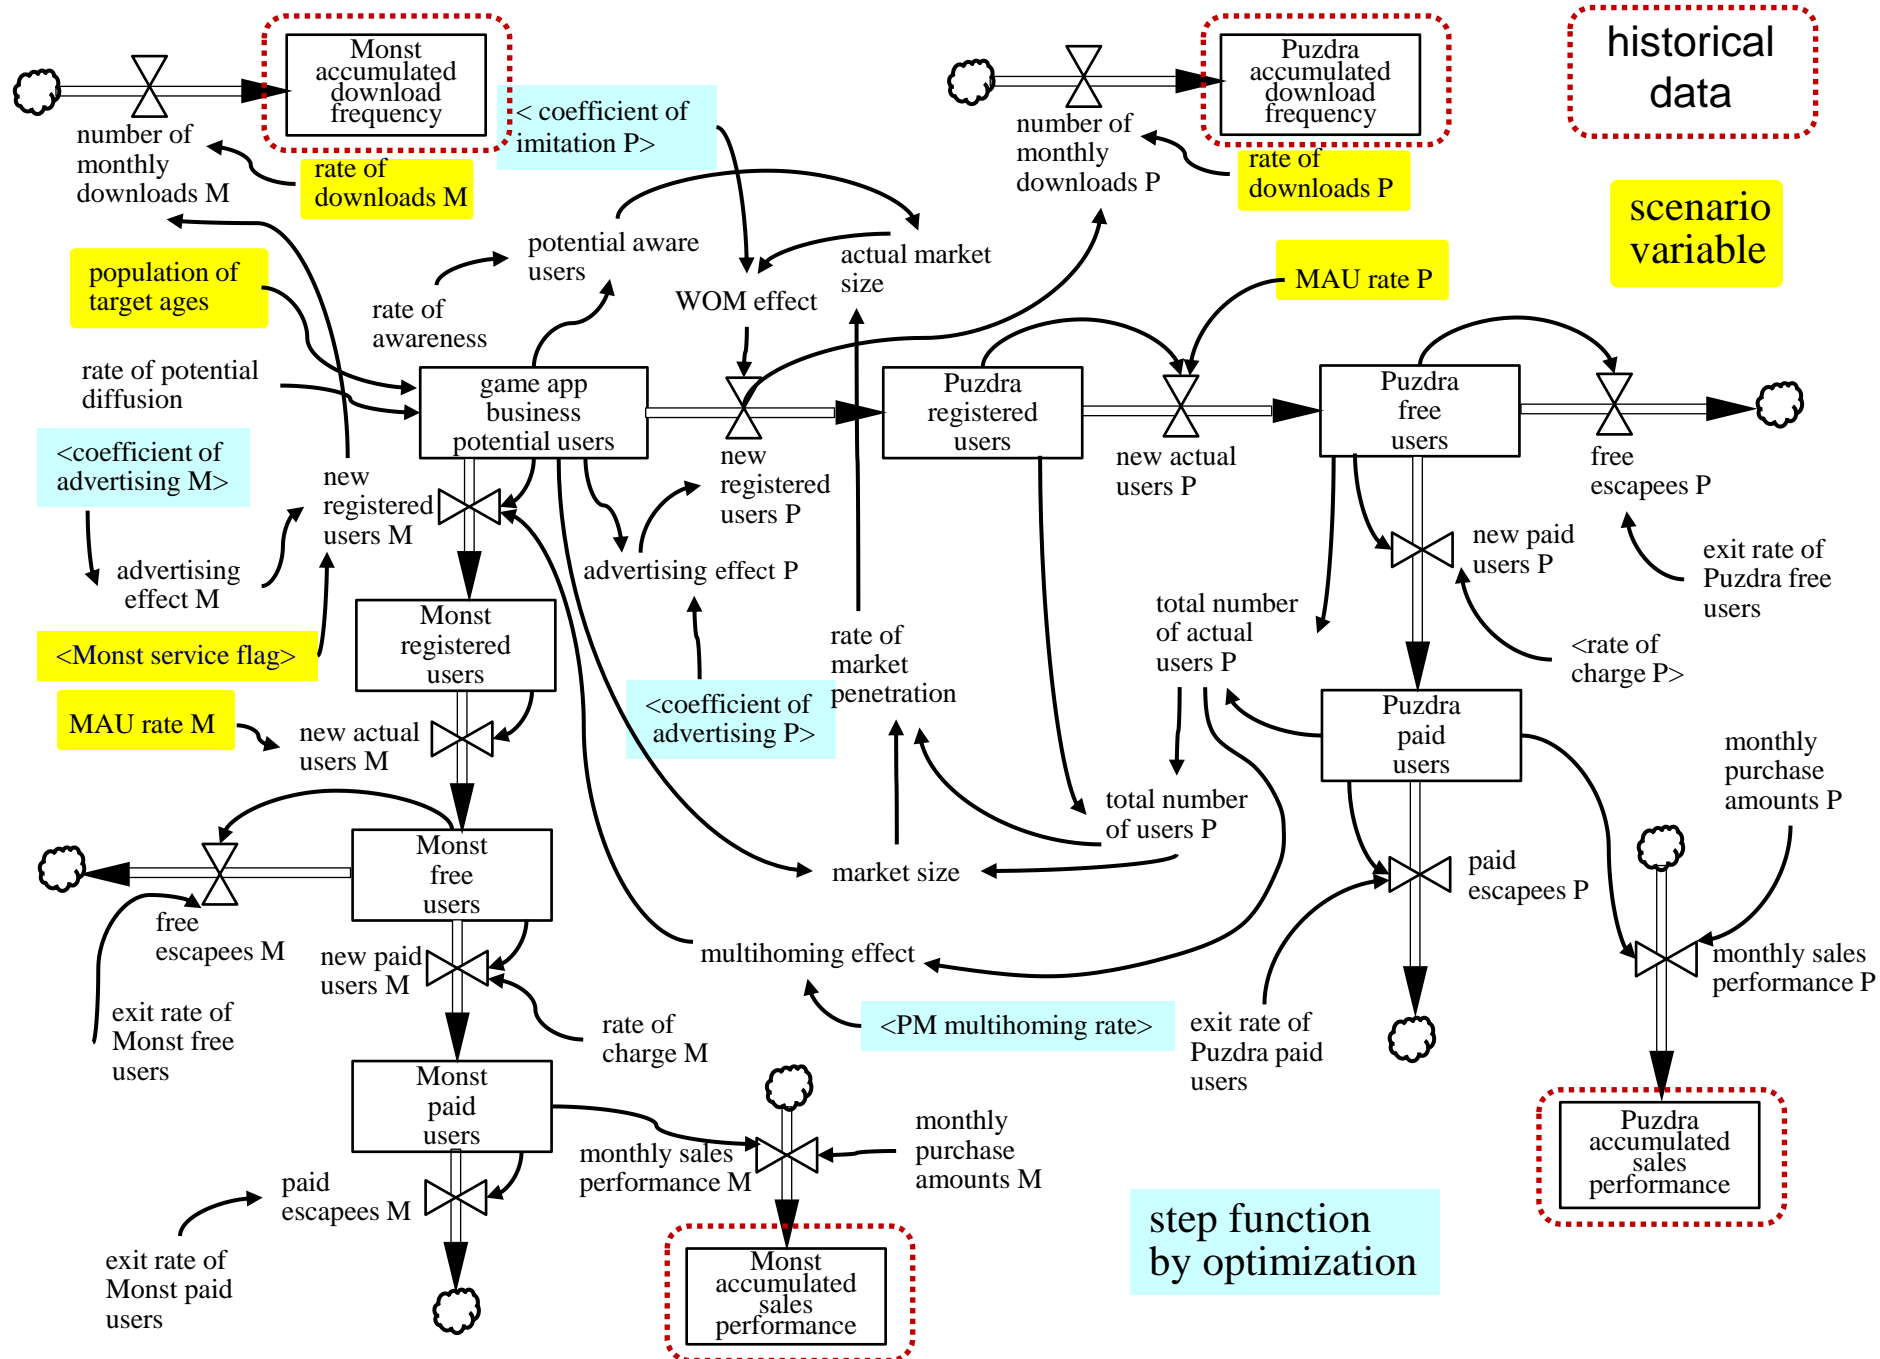 Monst
accumulated
download
frequency
Puzdra
accumulated
download
frequency
historical
data
number of
monthly
downloads M
rate of
downloads M
< coefficient of
imitation P>
number of
monthly
downloads P
rate of
downloads P
scenario
variable
population of
target ages
potential aware
users
actual market
size
WOM effect
MAU rate P
rate of
awareness
rate of potential
diffusion
game app
business
potential users
Puzdra
registered
users
Puzdra
free
users
<coefficient of
advertising M>
new
registered
users M
new
registered
users P
new actual
users P
free
escapees P
advertising
effect M
advertising effect P
new paid
users P
exit rate of
Puzdra free
users
<Monst service flag>
Monst
registered
users
rate of
market
penetration
total number
of actual
users P
<rate of
charge P>
MAU rate M
new actual
users M
<coefficient of
advertising P>
Puzdra
paid
users
monthly
purchase
amounts P
total number
of users P
market size
Monst
free
users
paid
escapees P
free
escapees M
new paid
users M
multihoming effect
monthly sales
performance P
exit rate of
Monst free
users
rate of
charge M
<PM multihoming rate>
exit rate of
Puzdra paid
users
Monst
paid
users
monthly sales
performance M
monthly
purchase
amounts M
Puzdra
accumulated
sales
performance
paid
escapees M
exit rate of
Monst paid
users
Monst
accumulated
sales
performance
step function
by optimization